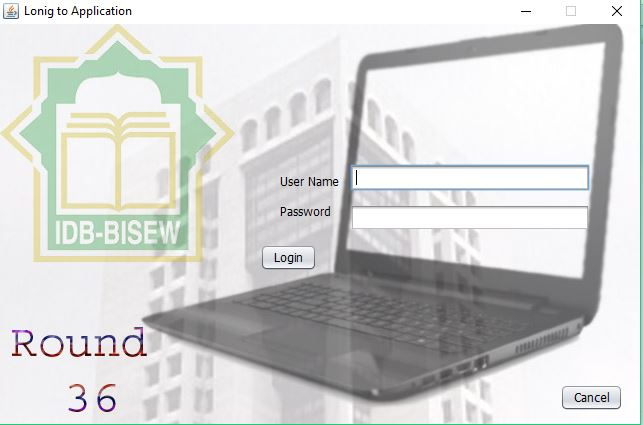 Lonig to Application
IDB-BISEW
User Name
Password
Login
Round
36
Cancel